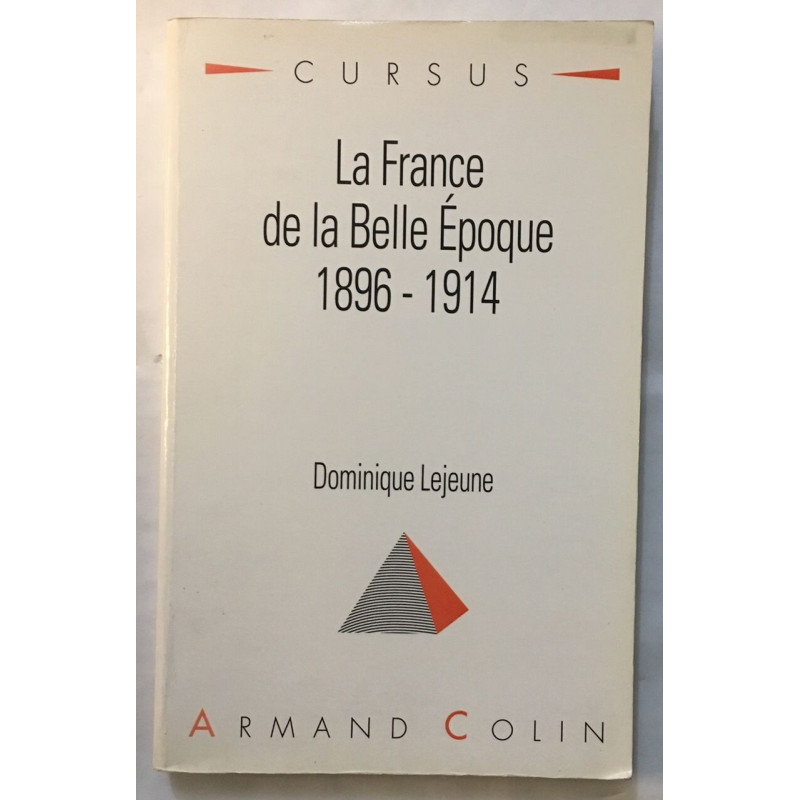 CURSUS
La France
de la Belle Époque
1896 - 1914
Dominique Lejeune
ARMAND COLIN